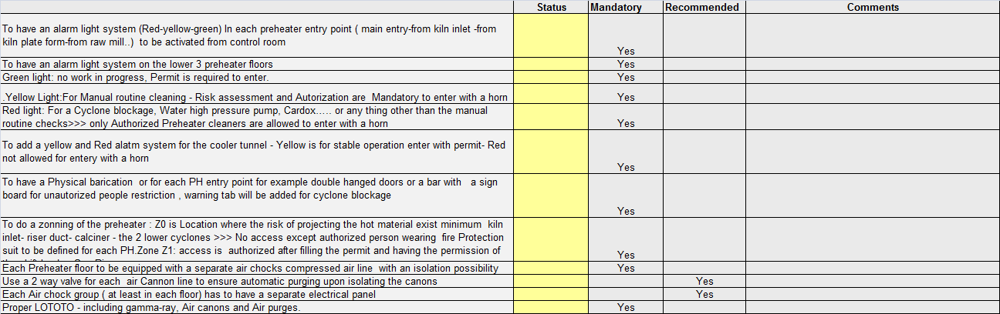 Status Mandatory Recommended Comments
To have an alarm light system (Red-yellow-green) In each preheater entry point ( main entry-from kiln inlet -from
kiln plate form-from raw mill..) to be activated from control room
Yes
To have an alarm light system on the lower 3 preheater floors Yes
Green light: no work in progress, Permit is required to enter. Yes
.Yellow Light:For Manual routine cleaning - Risk assessment and Autorization are Mandatory to enter with a horn Yes
Red light: For a Cyclone blockage, Water high pressure pump, Cardox..... or any thing other than the manual
routine checks>>> only Authorized Preheater cleaners are allowed to enter with a horn Yes
To add a yellow and Red alatm system for the cooler tunnel - Yellow is for stable operation enter with permit- Red
not allowed for entery with a horn
Yes
To have a Physical barication or for each PH entry point for example double hanged doors or a bar with a sign
board for unautorized people restriction , warning tab will be added for cyclone blockage
Yes
To do a zonning of the preheater : Z0 is Location where the risk of projecting the hot material exist minimum kiln
inlet- riser duct- calciner - the 2 lower cyclones >>> No access except authorized person wearing fire Protection
suit to be defined for each PH.Zone Z1: access is authorized after filling the permit and having the permission of
Yes
Each Preheater floor to be equipped with a separate air chocks compressed air line with an isolation possibility Yes
Use a 2 way valve for each air Cannon line to ensure automatic purging upon isolating the canons Yes
Each Air chock group ( at least in each floor) has to have a separate electrical panel Yes
Proper LOTOTO - including gamma-ray, Air canons and Air purges. Yes